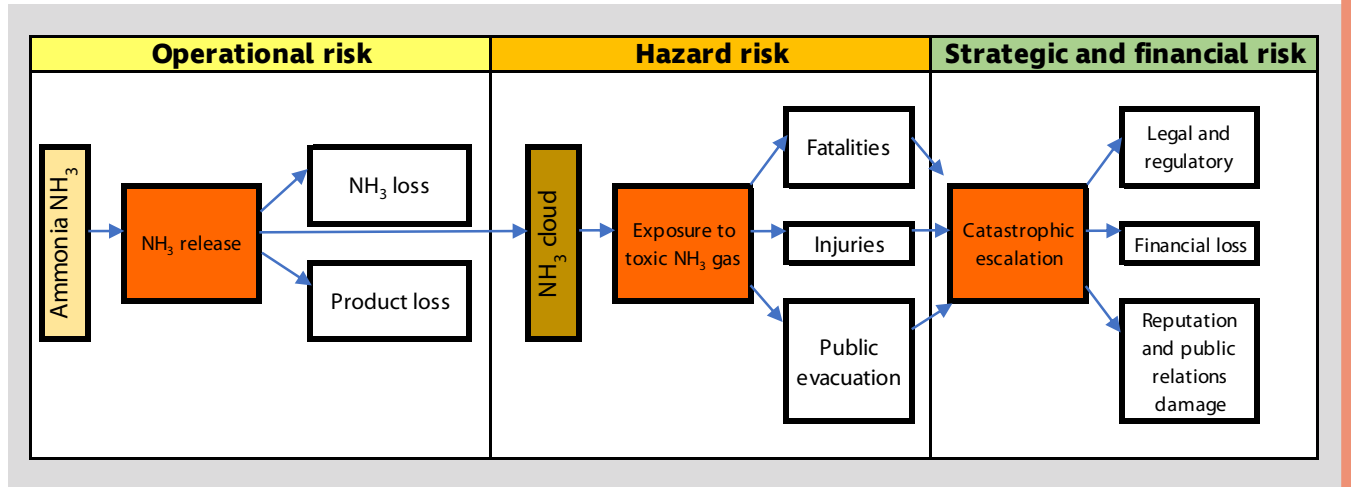 Operational risk
Hazard risk
Strategic and financial risk
Ammonia NH₃
NH₃ release
NH₃ loss
Product loss
NH₃ cloud
Exposure to
toxic NH₃ gas
Fatalities
Injuries
Public
evacuation
Catastrophic
escalation
Legal and
regulatory
Financial loss
Reputation
and public
relations
damage